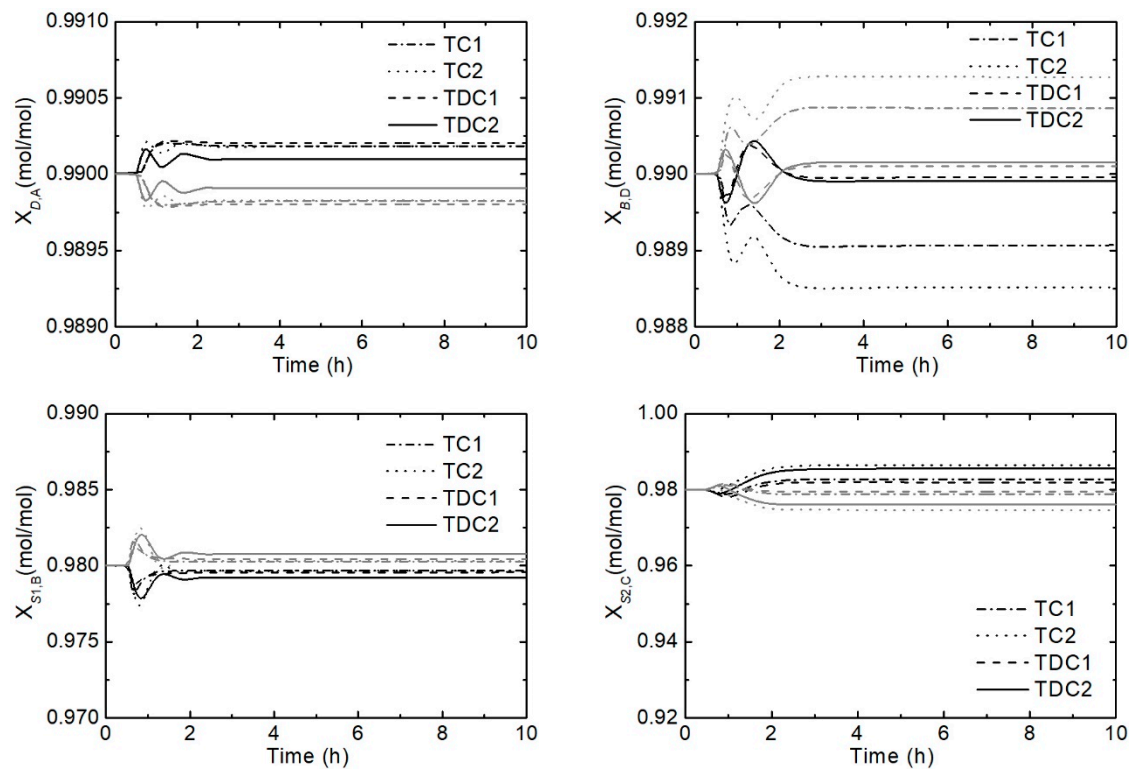 0.9910
0.9905
0.9900
0.9895
0.9890
X_{D,A}(mol/mol)
TC1
TC2
TDC1
TDC2
0 2 4 6 8 10
Time (h)
0.992
0.991
0.990
0.989
0.988
X_{B,D}(mol/mol)
TC1
TC2
TDC1
TDC2
0 2 4 6 8 10
Time (h)
0.990
0.985
0.980
0.975
0.970
X_{S1,B}(mol/mol)
TC1
TC2
TDC1
TDC2
0 2 4 6 8 10
Time (h)
1.00
0.98
0.96
0.94
0.92
X_{S2,C}(mol/mol)
TC1
TC2
TDC1
TDC2
0 2 4 6 8 10
Time (h)